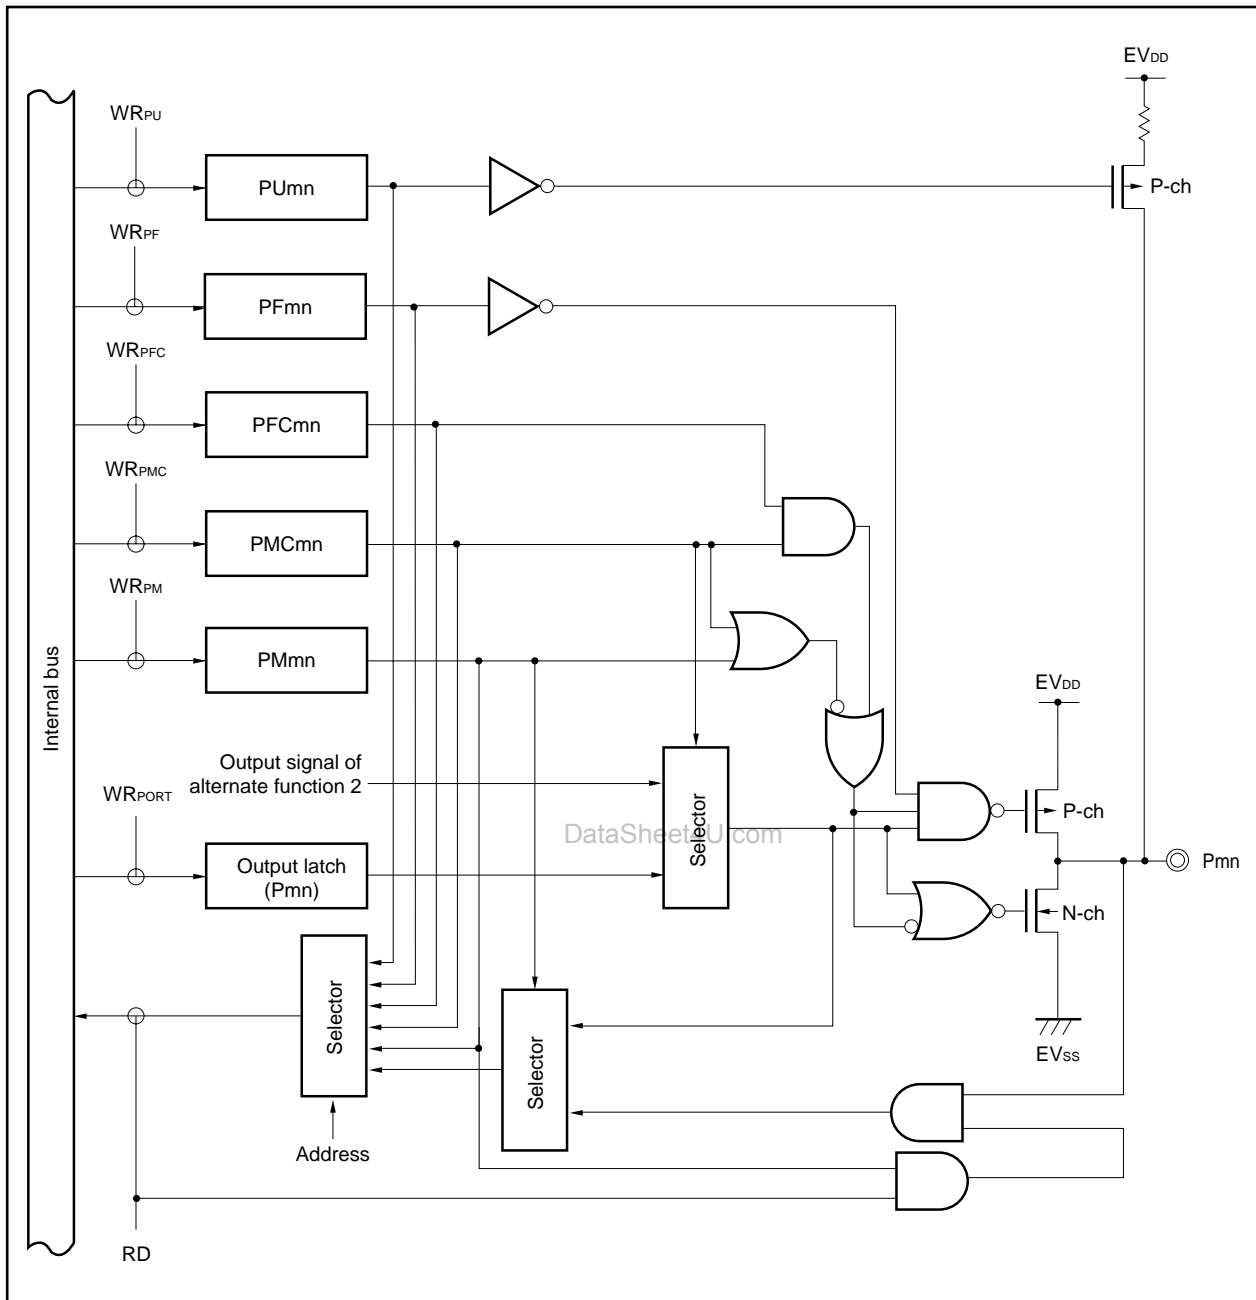 EVDD
WRPU
PUmn
P-ch
WRPF
PFmn
WRPFC
PFCmn
WRPMC
PMCmn
WRPM
PMmn
Internal bus
EVDD
Output signal of
alternate function 2
Selector
WRPORT
P-ch
DataSheet4U.com
Output latch
(Pmn)
Pmn
N-ch
Selector
Selector
EVSS
Address
RD